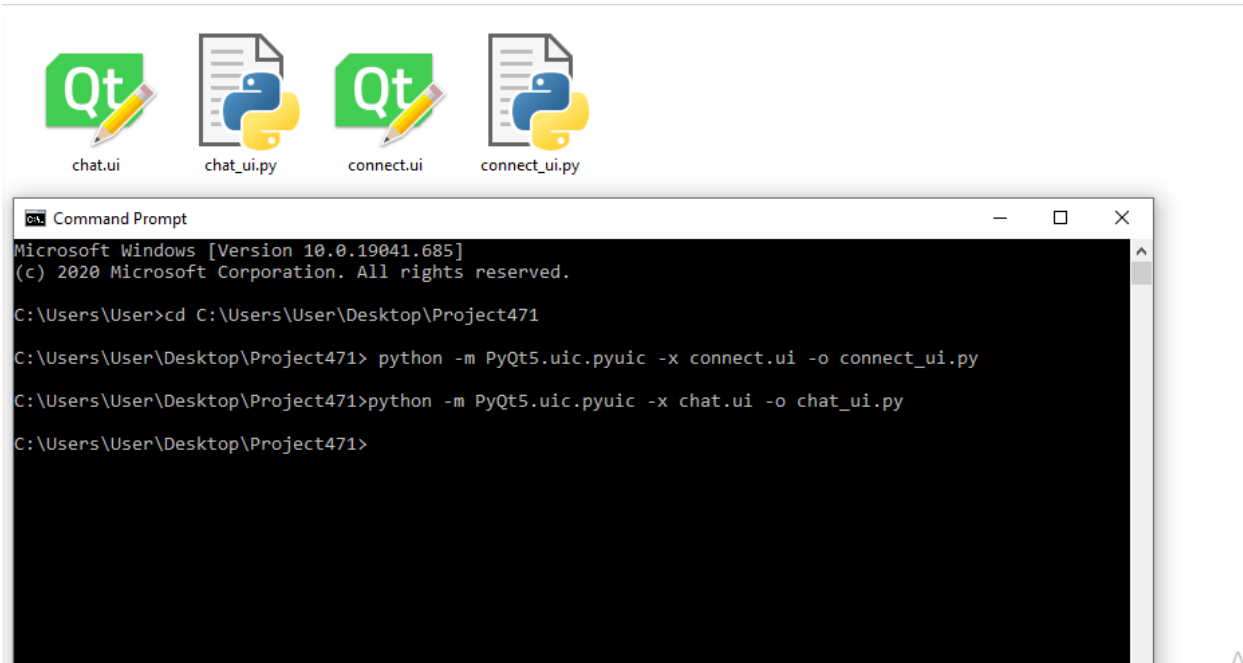 Qt Qt
chat.ui chat_ui.py connect.ui connect_ui.py
C:\. Command Prompt
Microsoft Windows [Version 10.0.19041.685]
(c) 2020 Microsoft Corporation. All rights reserved.
C:\Users\User>cd C:\Users\User\Desktop\Project471
C:\Users\User\Desktop\Project471> python -m PyQt5.uic.pyuic -x connect.ui -o connect_ui.py
C:\Users\User\Desktop\Project471>python -m PyQt5.uic.pyuic -x chat.ui -o chat_ui.py
C:\Users\User\Desktop\Project471>